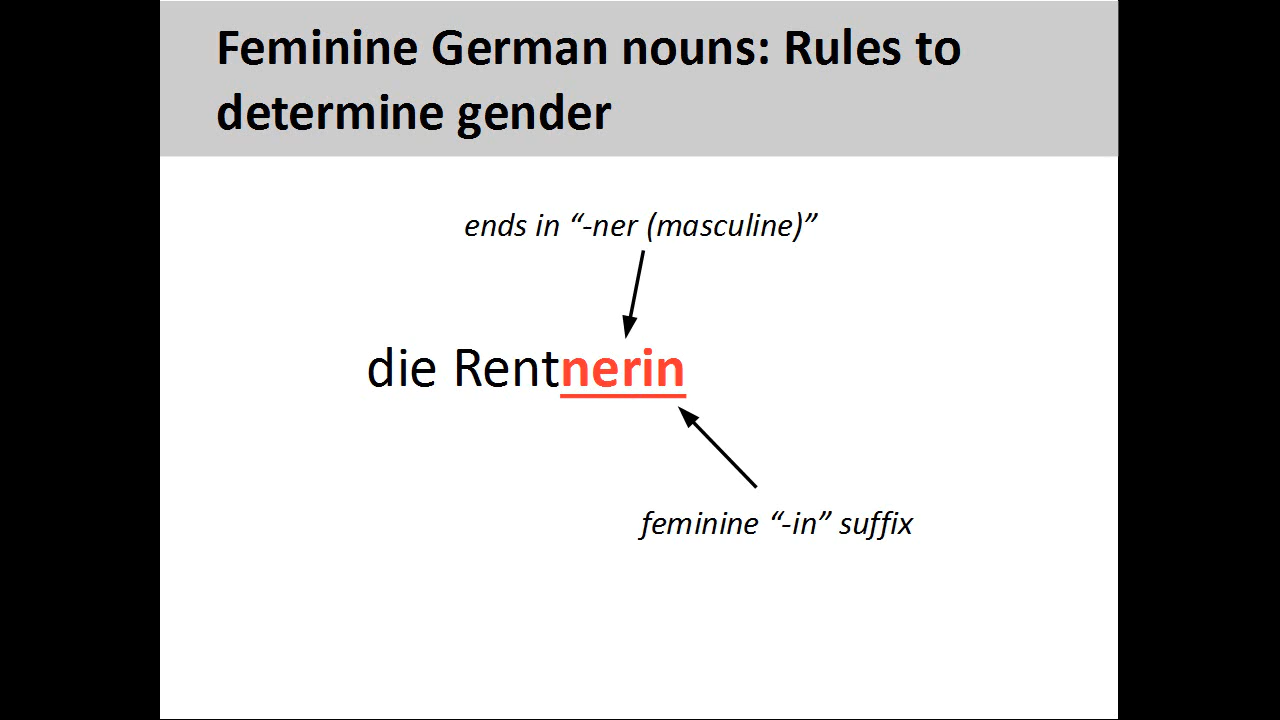 Feminine German nouns: Rules to
determine gender
ends in “-ner (masculine)”
die Rentnerin
feminine “-in” suffix